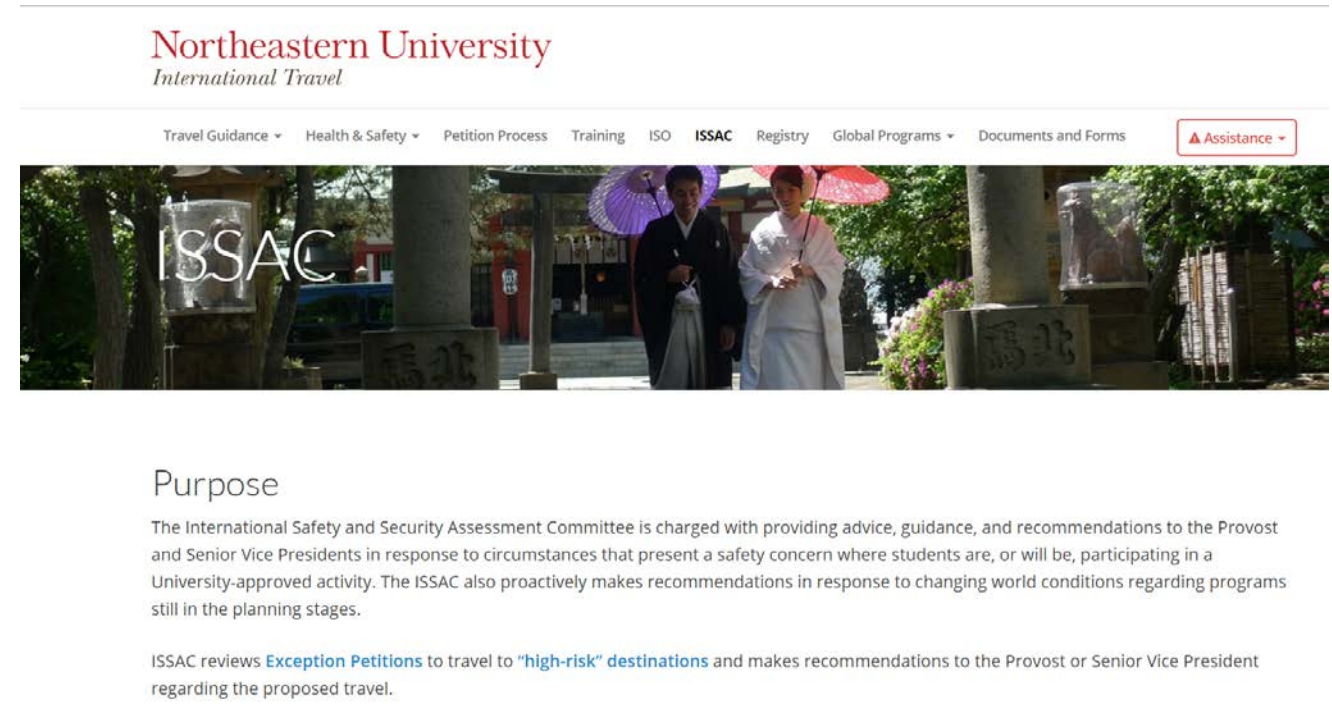 Northeastern University
International Travel
Travel Guidance Health & Safety Petition Process Training ISO ISSAC Registry Global Programs Documents and Forms Assistance
ISSAC
Purpose
The International Safety and Security Assessment Committee is charged with providing advice, guidance, and recommendations to the Provost
and Senior Vice Presidents in response to circumstances that present a safety concern where students are, or will be, participating in a
University-approved activity. The ISSAC also proactively makes recommendations in response to changing world conditions regarding programs
still in the planning stages.
ISSAC reviews Exception Petitions to travel to “high-risk” destinations and makes recommendations to the Provost or Senior Vice President
regarding the proposed travel.